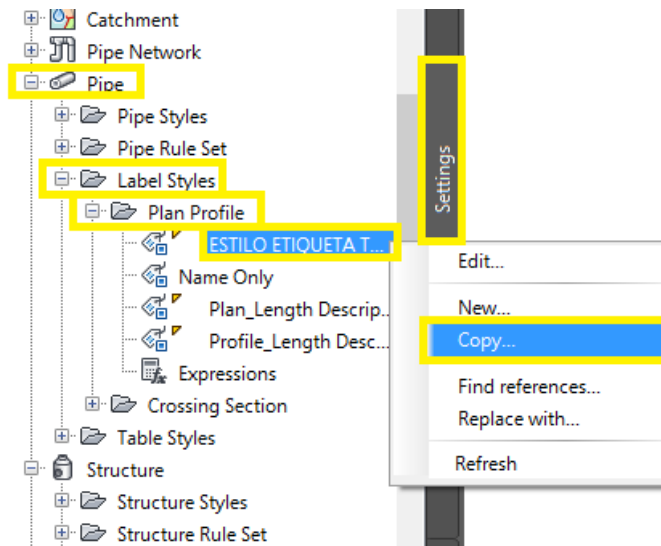 Catchment
Pipe Network
Pipe
Pipe Styles
Pipe Rule Set
Label Styles
Plan Profile
ESTILO ETIQUETA T...
Name Only
Plan_Length Descrip..
Profile_Length Desc...
Expressions
Crossing Section
Table Styles
Structure
Structure Styles
Structure Rule Set
Settings
Edit...
New...
Copy...
Find references...
Replace with...
Refresh